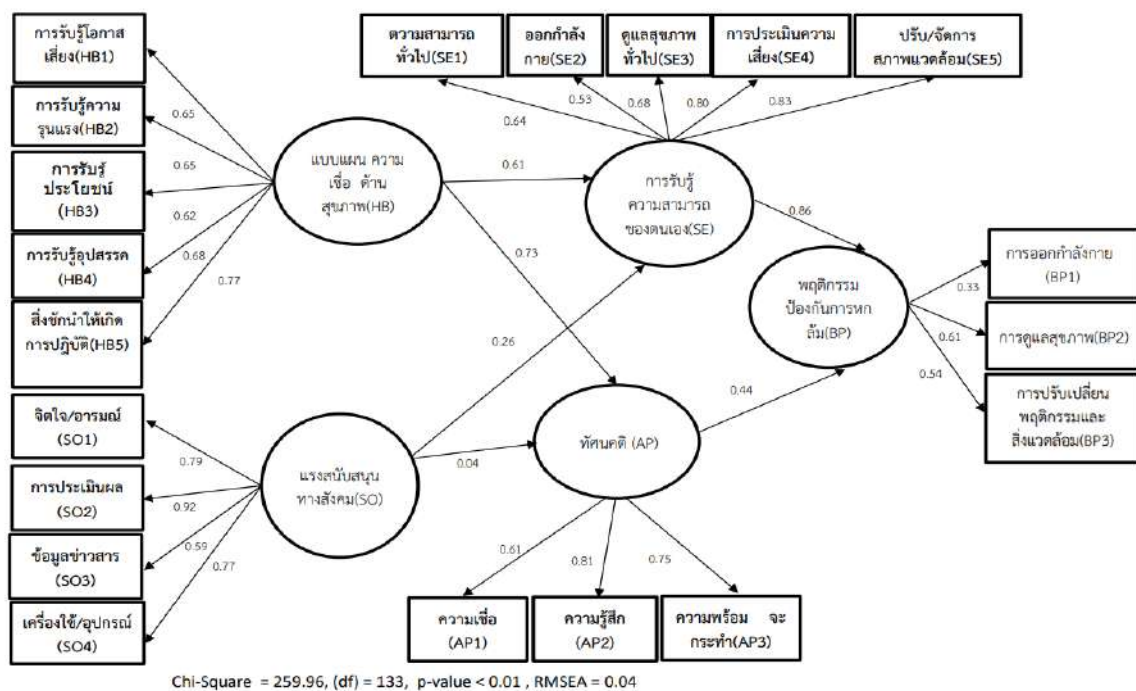 การรับรู้โอกาส
เสี่ยง(HB1)
การรับรู้ความ
รุนแรง(HB2)
การรับรู้
ประโยชน์
(HB3)
การรับรู้อุปสรรค
(HB4)
สิ่งชักนำให้เกิด
การปฏิบัติ(HB5)
0.65
0.65
0.62
0.68
0.77
จิตใจ/อารมณ์
(SO1)
การประเมินผล
(SO2)
ข้อมูลข่าวสาร
(SO3)
เครื่องใช้/อุปกรณ์
(SO4)
0.79
0.92
0.59
0.77
แบบแผน ความ
เชื่อ ด้าน
สุขภาพ(HB)
แรงสนับสนุน
ทางสังคม(SO)
0.61
0.73
0.26
0.04
ความสามารถ
ทั่วไป(SE1)
ออกกำลัง
กาย(SE2)
ดูแลสุขภาพ
ทั่วไป(SE3)
การประเมินความ
เสี่ยง(SE4)
ปรับ/จัดการ
สภาพแวดล้อม(SE5)
0.64
0.53
0.68
0.80
0.83
การรับรู้
ความสามารถ
ของตนเอง(SE)
ทัศนคติ (AP)
0.86
0.44
พฤติกรรม
ป้องกันการหก
ล้ม(BP)
0.33
0.61
0.54
การออกกำลังกาย
(BP1)
การดูแลสุขภาพ(BP2)
การปรับเปลี่ยน
พฤติกรรมและ
สิ่งแวดล้อม(BP3)
0.61
0.81
0.75
ความเชื่อ
(AP1)
ความรู้สึก
(AP2)
ความพร้อม จะ
กระทำ(AP3)
Chi-Square = 259.96, (df) = 133, p-value < 0.01 , RMSEA = 0.04